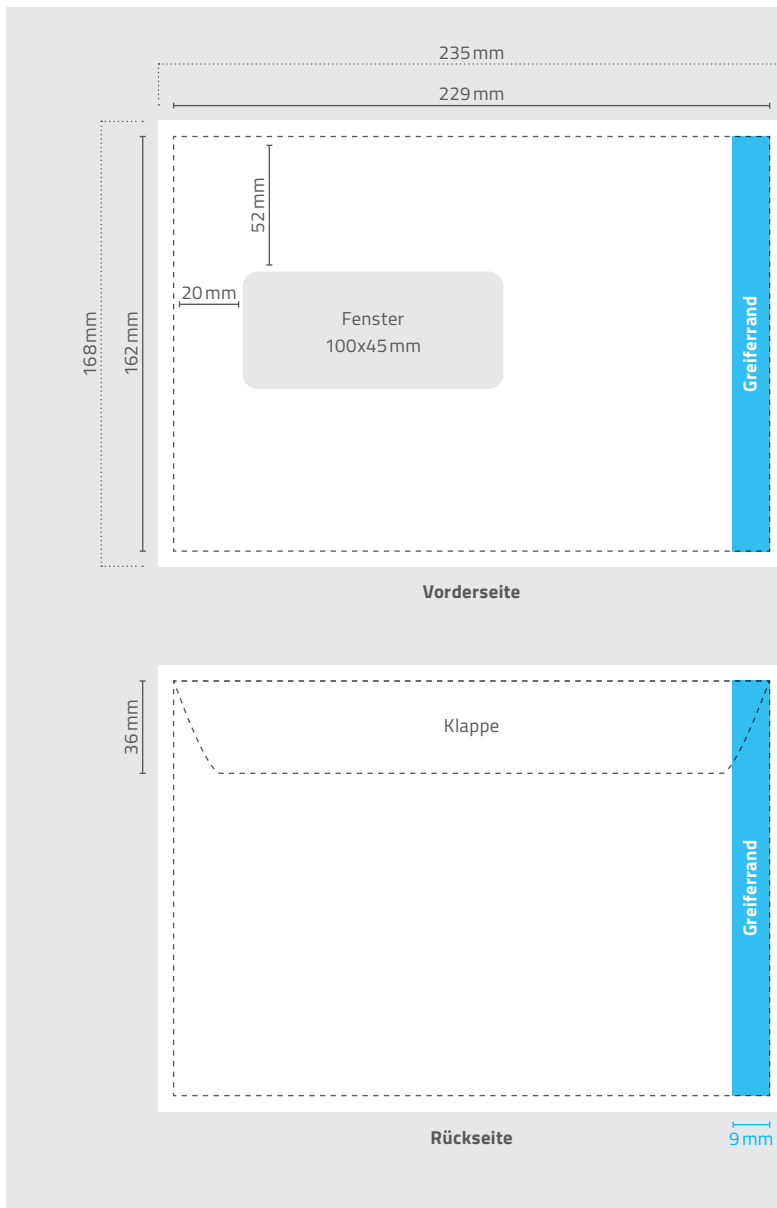 235 mm
229 mm
52 mm
20 mm
168 mm
162 mm
Fenster
100x45 mm
Greiferrand
Vorderseite
36 mm
Klappe
Greiferrand
Rückseite
9 mm